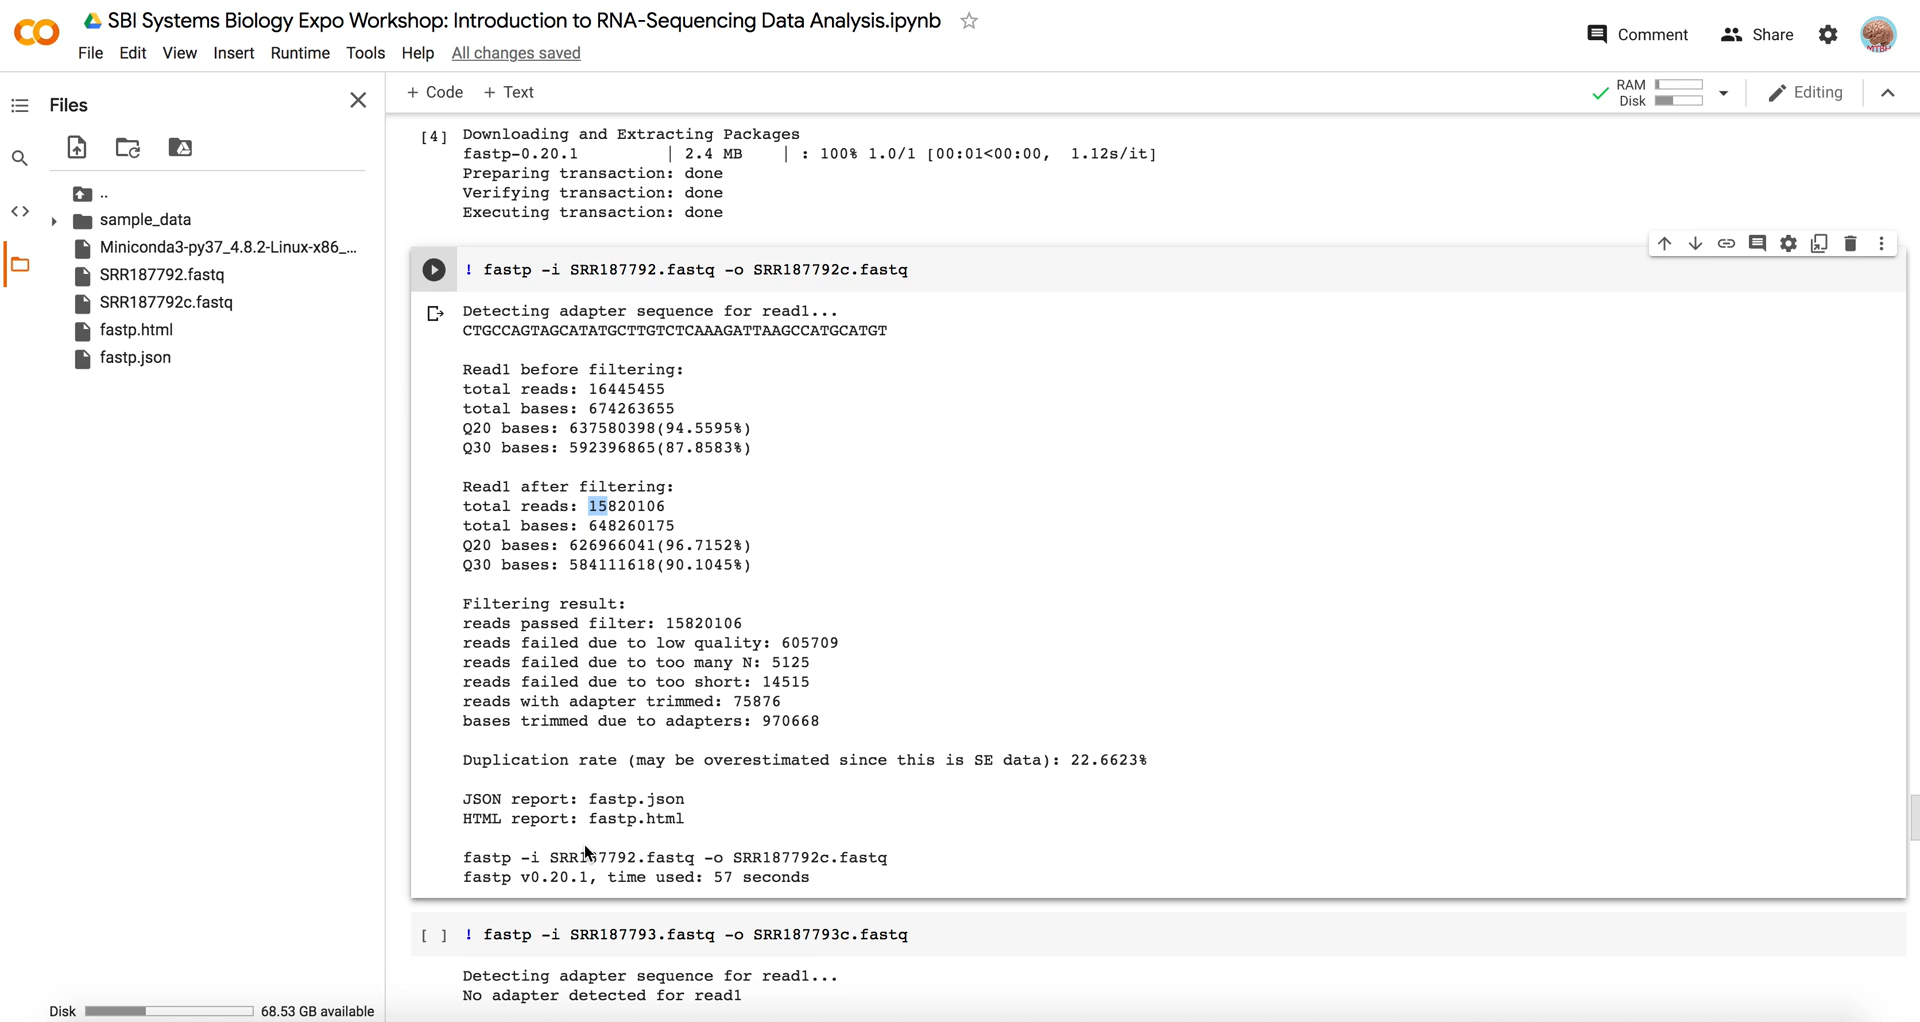 SBI Systems Biology Expo Workshop: Introduction to RNA-Sequencing Data Analysis.ipynb
File Edit View Insert Runtime Tools Help All changes saved
Comment Share
Files
+ Code + Text
RAM
Disk
Editing
..
sample_data
Miniconda3-py37_4.8.2-Linux-x86_...
SRR187792.fastq
SRR187792c.fastq
fastp.html
fastp.json
[4] Downloading and Extracting Packages
fastp-0.20.1 | 2.4 MB | : 100% 1.0/1 [00:01<00:00, 1.12s/it]
Preparing transaction: done
Verifying transaction: done
Executing transaction: done
! fastp -i SRR187792.fastq -o SRR187792c.fastq
Detecting adapter sequence for read1...
CTGCCAGTAGCATATGCTTGTCTCAAAGATTAAGCCATGCATGT
Read1 before filtering:
total reads: 16445455
total bases: 674263655
Q20 bases: 637580398(94.5595%)
Q30 bases: 592396865(87.8583%)
Read1 after filtering:
total reads: 15820106
total bases: 648260175
Q20 bases: 626966041(96.7152%)
Q30 bases: 584111618(90.1045%)
Filtering result:
reads passed filter: 15820106
reads failed due to low quality: 605709
reads failed due to too many N: 5125
reads failed due to too short: 14515
reads with adapter trimmed: 75876
bases trimmed due to adapters: 970668
Duplication rate (may be overestimated since this is SE data): 22.6623%
JSON report: fastp.json
HTML report: fastp.html
fastp -i SRR187792.fastq -o SRR187792c.fastq
fastp v0.20.1, time used: 57 seconds
[ ] ! fastp -i SRR187793.fastq -o SRR187793c.fastq
Detecting adapter sequence for read1...
No adapter detected for read1
Disk 68.53 GB available